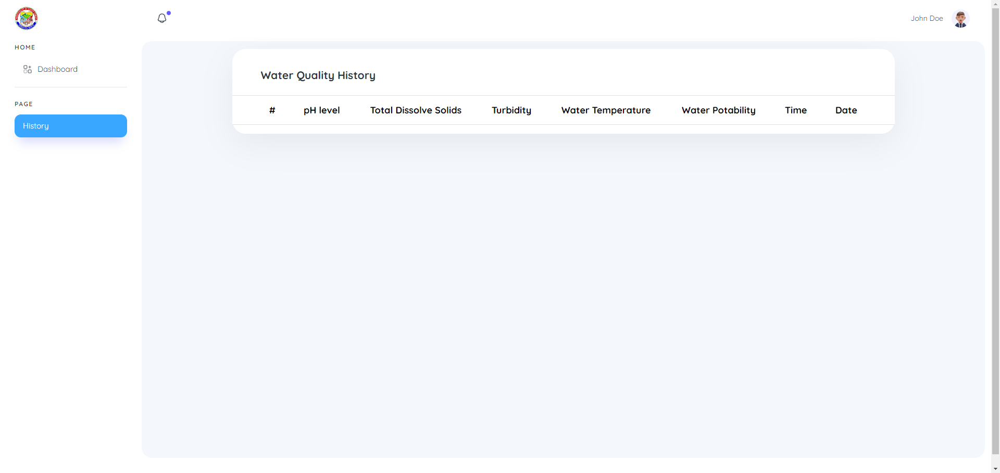 John Doe
HOME
Dashboard
PAGE
History
Water Quality History
# pH level Total Dissolve Solids Turbidity Water Temperature Water Potability Time Date